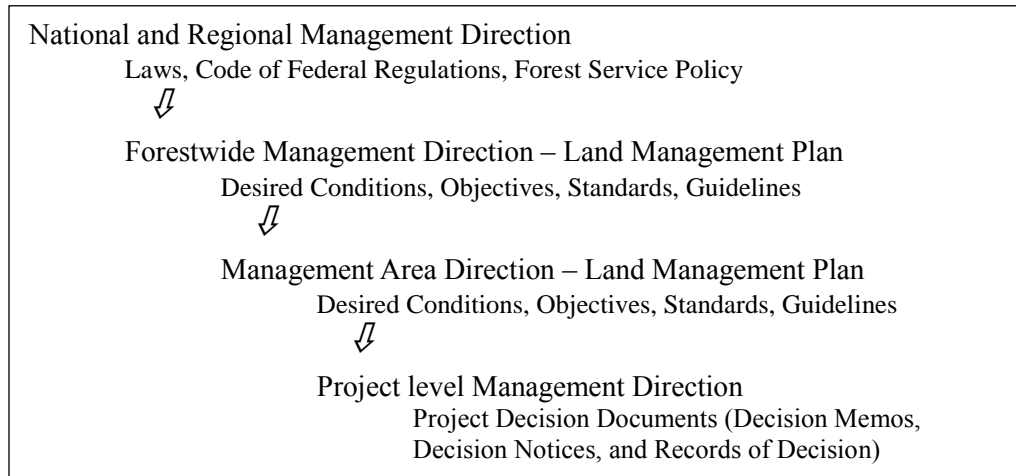 National and Regional Management Direction
Laws, Code of Federal Regulations, Forest Service Policy
Forestwide Management Direction – Land Management Plan
Desired Conditions, Objectives, Standards, Guidelines
Management Area Direction – Land Management Plan
Desired Conditions, Objectives, Standards, Guidelines
Project level Management Direction
Project Decision Documents (Decision Memos,
Decision Notices, and Records of Decision)